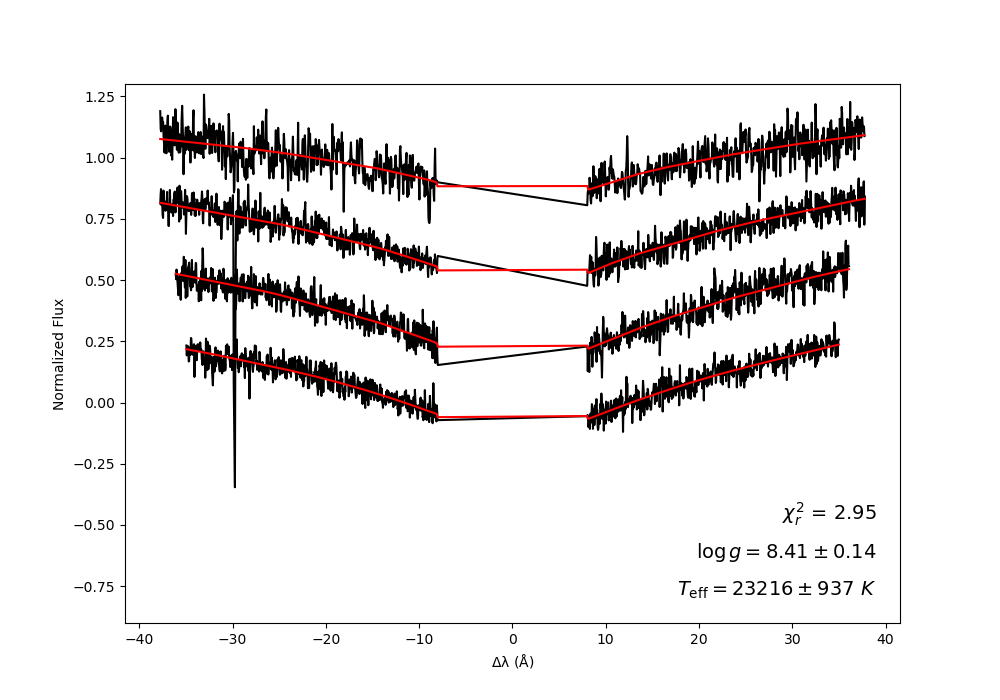 1.25
1.00
0.75
0.50
0.25
0.00
−0.25
−0.50
−0.75
Normalized Flux
χ²ᵣ = 2.95
log g = 8.41 ± 0.14
T_eff = 23216 ± 937 K
−40 −30 −20 −10 0 10 20 30 40
Δλ (Å)